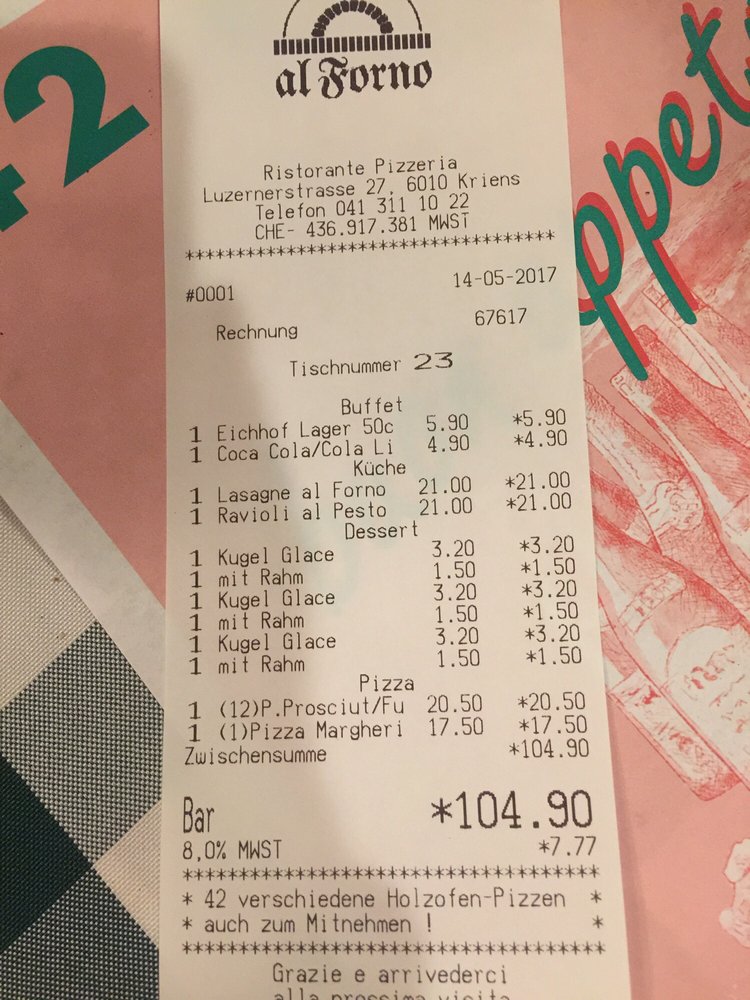 42
ppet
al Forno
Ristorante Pizzeria
Luzernerstrasse 27, 6010 Kriens
Telefon 041 311 10 22
CHE- 436.917.381 MWST
************************************
#0001 14-05-2017
Rechnung 67617
Tischnummer 23
Buffet
1 Eichhof Lager 50c 5.90 *5.90
1 Coca Cola/Cola Li 4.90 *4.90
Küche
1 Lasagne al Forno 21.00 *21.00
1 Ravioli al Pesto 21.00 *21.00
Dessert
1 Kugel Glace 3.20 *3.20
1 mit Rahm 1.50 *1.50
1 Kugel Glace 3.20 *3.20
1 mit Rahm 1.50 *1.50
1 Kugel Glace 3.20 *3.20
1 mit Rahm 1.50 *1.50
Pizza
1 (12)P.Prosciut/Fu 20.50 *20.50
1 (1)Pizza Margheri 17.50 *17.50
Zwischensumme *104.90
Bar *104.90
8,0% MWST *7.77
************************************
* 42 verschiedene Holzofen-Pizzen *
* auch zum Mitnehmen ! *
************************************
Grazie e arrivederci
alla prossima visita